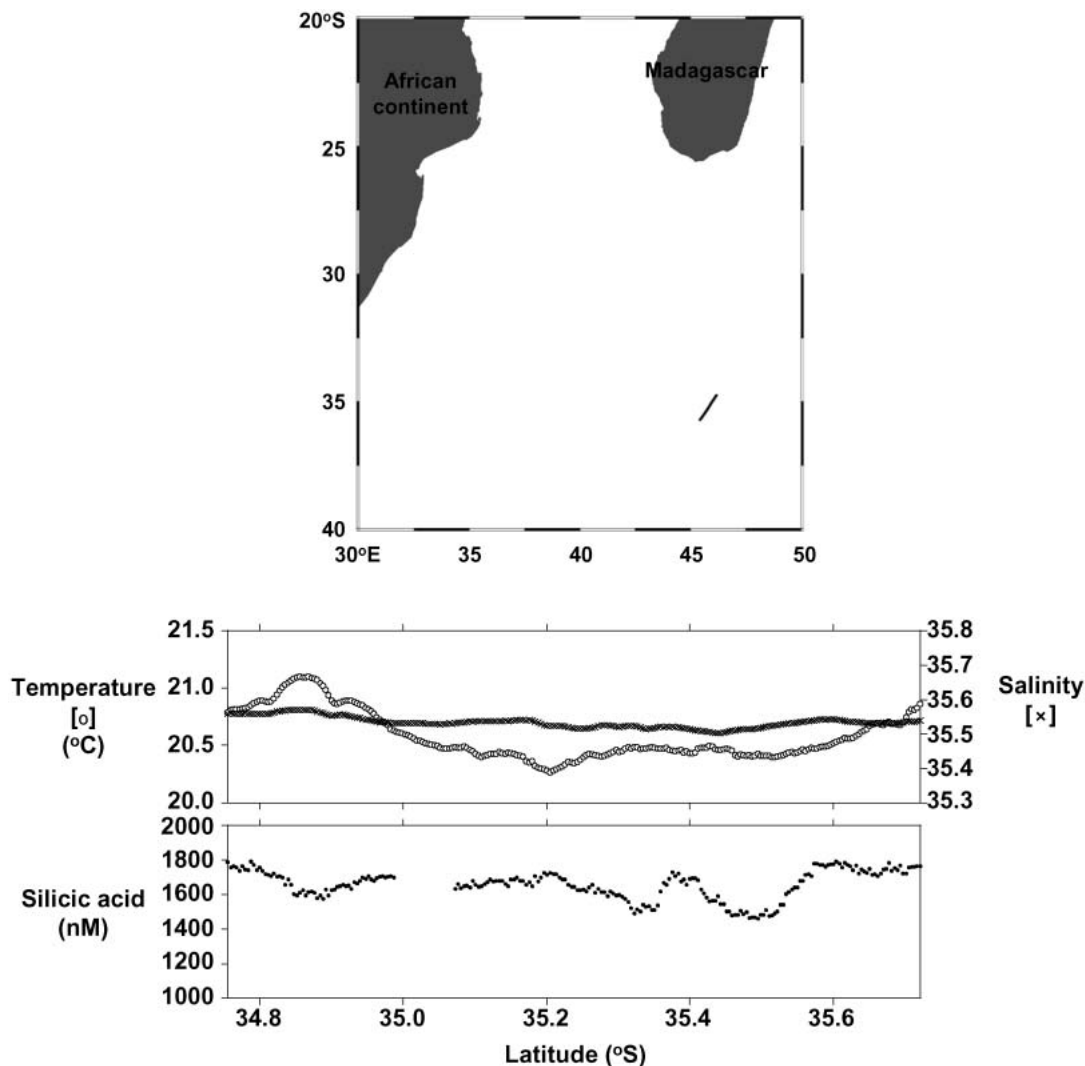 20°S
African
continent
Madagascar
25
30
35
40
30°E 35 40 45 50
21.5 35.8
Temperature 35.7 Salinity
[o] 21.0 35.6 [×]
(°C) 20.5 35.5
35.4
20.0 35.3
2000
1800
Silicic acid 1600
(nM) 1400
1200
1000
34.8 35.0 35.2 35.4 35.6
Latitude (°S)